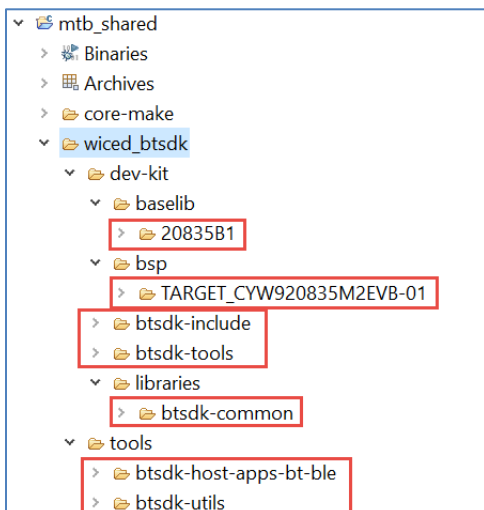 mtb_shared
Binaries
Archives
core-make
wiced_btsdk
dev-kit
baselib
20835B1
bsp
TARGET_CYW920835M2EVB-01
btsdk-include
btsdk-tools
libraries
btsdk-common
tools
btsdk-host-apps-bt-ble
btsdk-utils